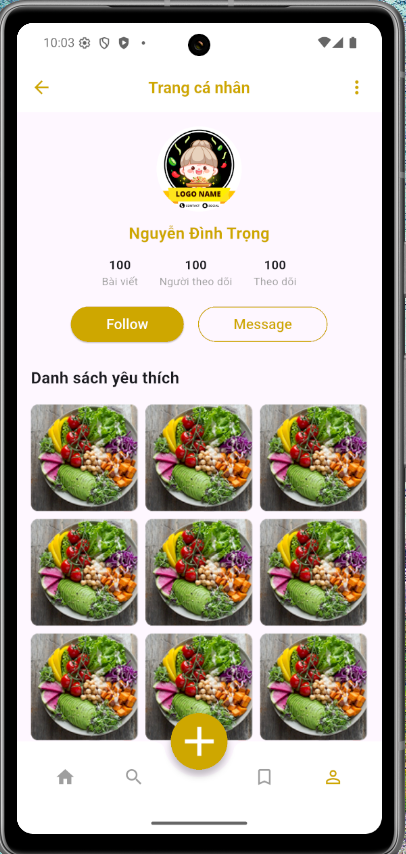 10:03
Trang cá nhân
LOGO NAME
Nguyễn Đình Trọng
100 100 100
Bài viết Người theo dõi Theo dõi
Follow Message
Danh sách yêu thích